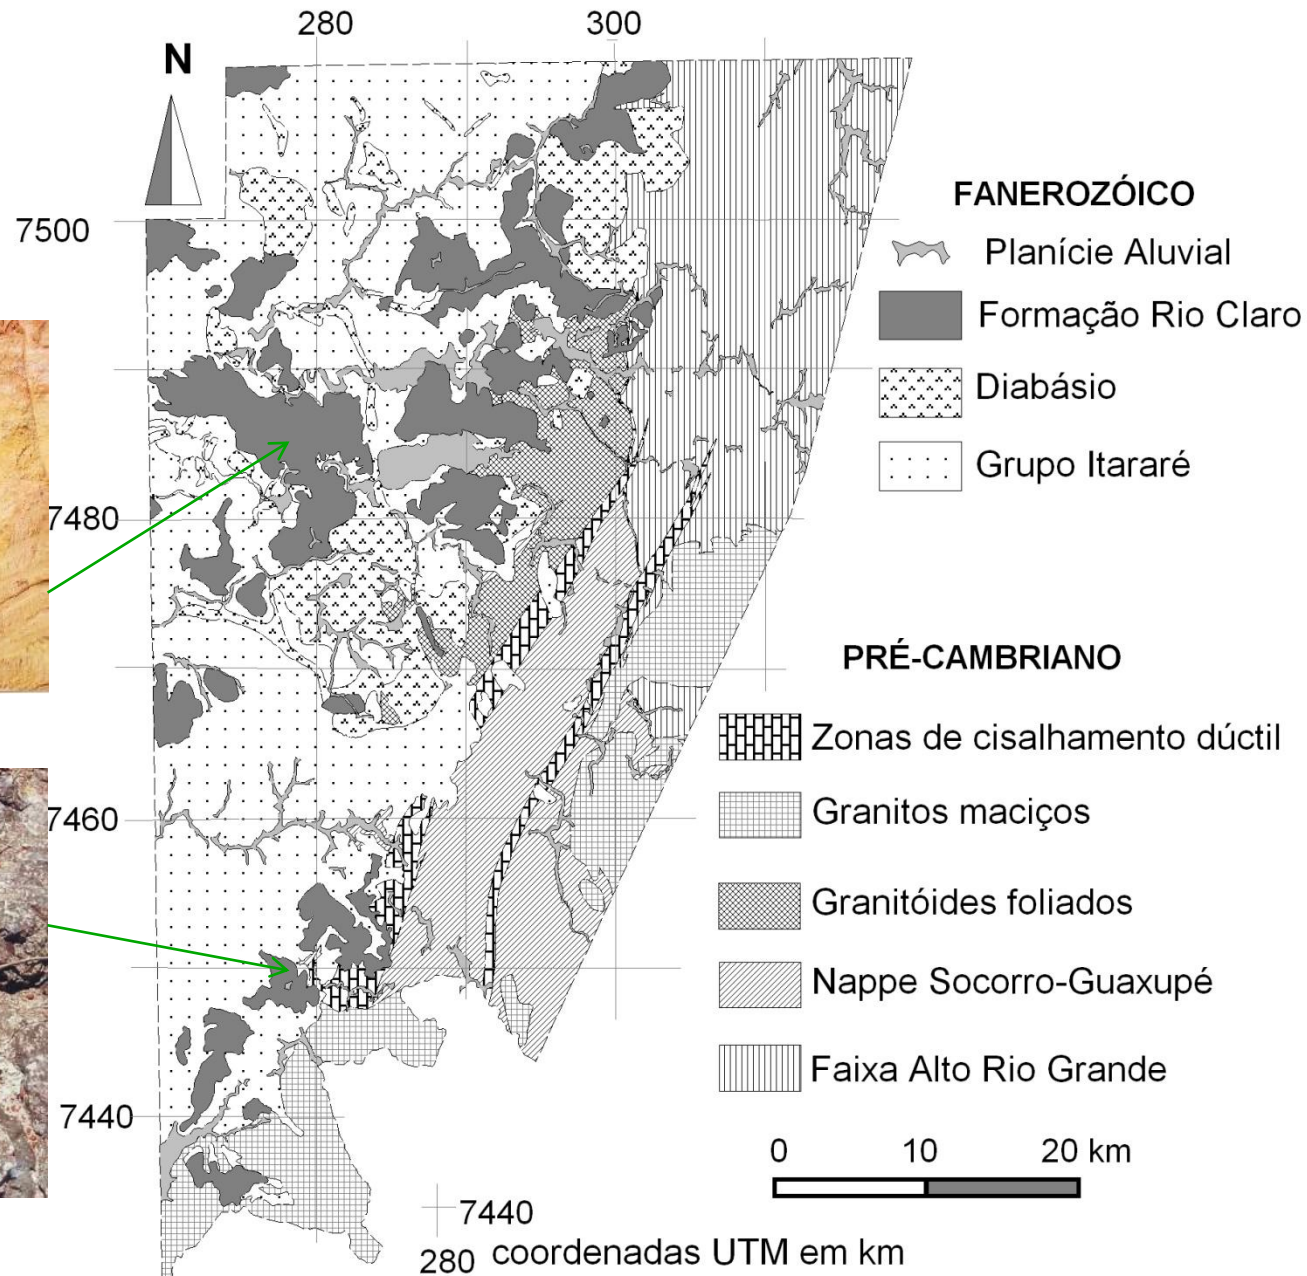 280
300
N
7500
7480
7460
7440
FANEROZÓICO
Planície Aluvial
Formação Rio Claro
Diabásio
Grupo Itararé
PRÉ-CAMBRIANO
Zonas de cisalhamento dúctil
Granitos maciços
Granitóides foliados
Nappe Socorro-Guaxupé
Faixa Alto Rio Grande
0 10 20 km
7440
280 coordenadas UTM em km